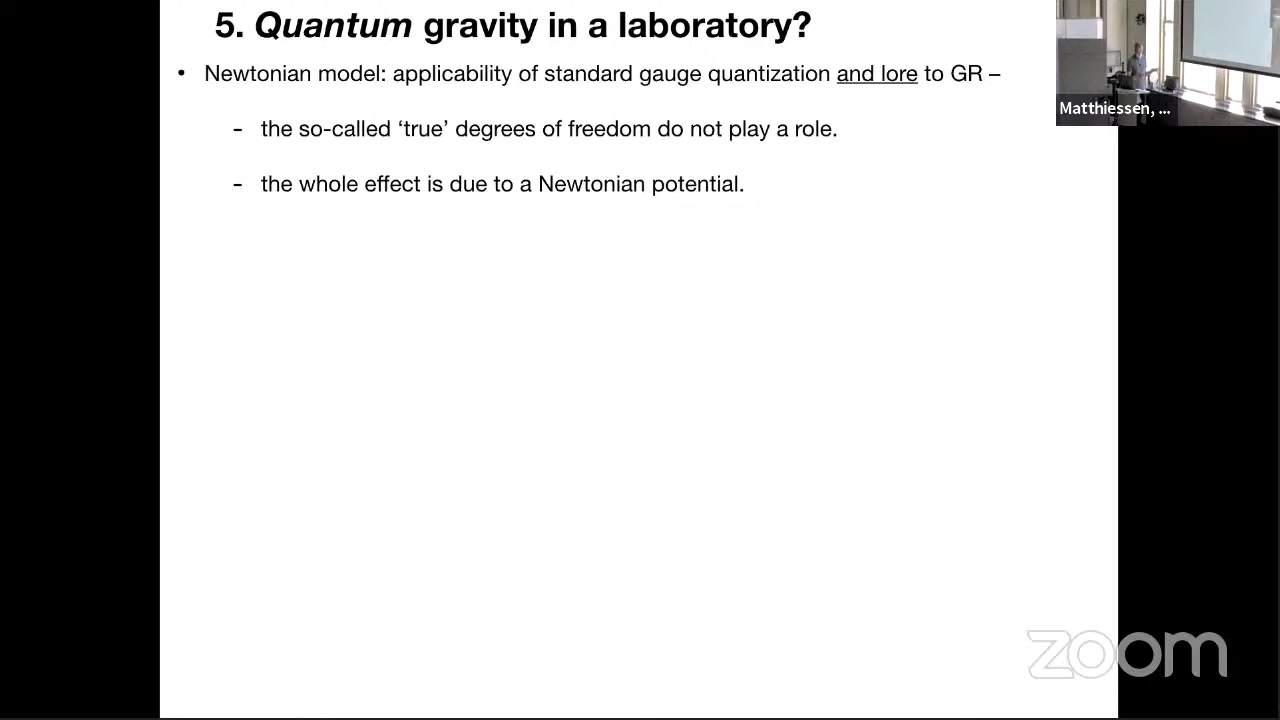 5. Quantum gravity in a laboratory?
• Newtonian model: applicability of standard gauge quantization and lore to GR –
- the so-called ‘true’ degrees of freedom do not play a role.
- the whole effect is due to a Newtonian potential.
Matthiessen, ...
zoom